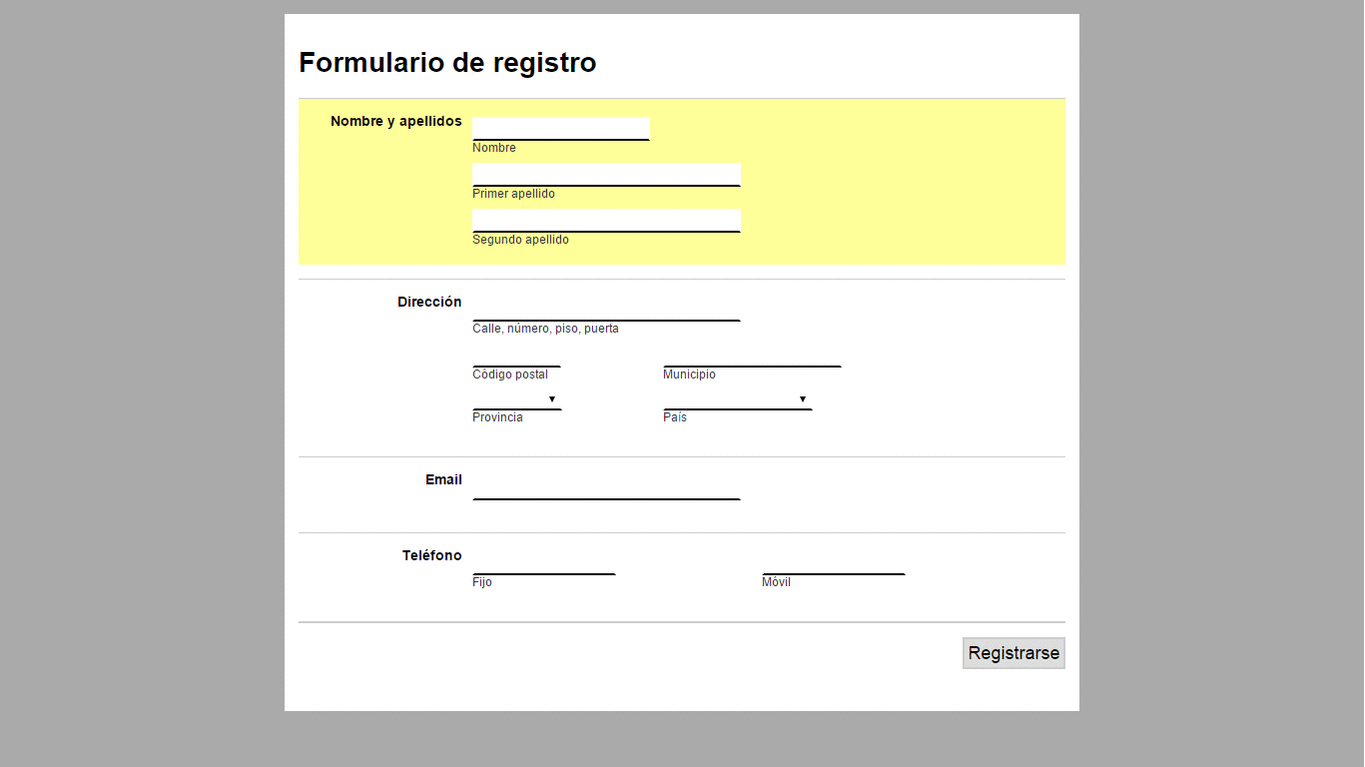 Formulario de registro
Nombre y apellidos
Nombre
Primer apellido
Segundo apellido
Dirección
Calle, número, piso, puerta
Código postal Municipio
Provincia País
Email
Teléfono
Fijo Móvil
Registrarse